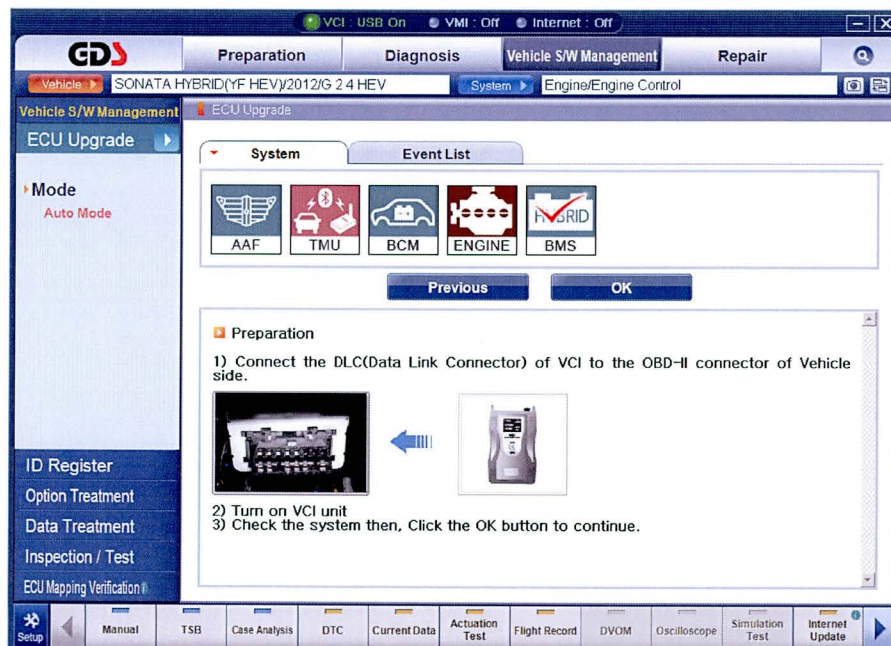 VCI : USB On VMI : Off Internet : Off
GDS Preparation Diagnosis Vehicle S/W Management Repair
Vehicle SONATA HYBRID(YF HEV)/2012/G 2.4 HEV System Engine/Engine Control
Vehicle S/W Management
ECU Upgrade
ECU Upgrade
Mode
Auto Mode
System Event List
HYBRID
AAF TMU BCM ENGINE BMS
Previous OK
Preparation
1) Connect the DLC(Data Link Connector) of VCI to the OBD-II connector of Vehicle
side.
2) Turn on VCI unit
3) Check the system then, Click the OK button to continue.
ID Register
Option Treatment
Data Treatment
Inspection / Test
ECU Mapping Verification
Setup Manual TSB Case Analysis DTC Current Data Actuation Test Flight Record DVOM Oscilloscope Simulation Test Internet Update